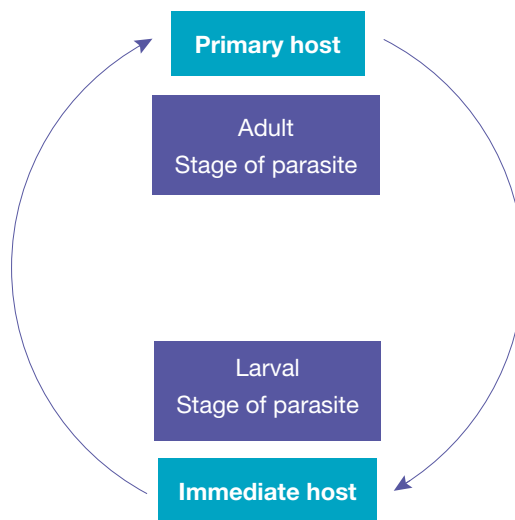 Primary host
Adult
Stage of parasite
Larval
Stage of parasite
Immediate host